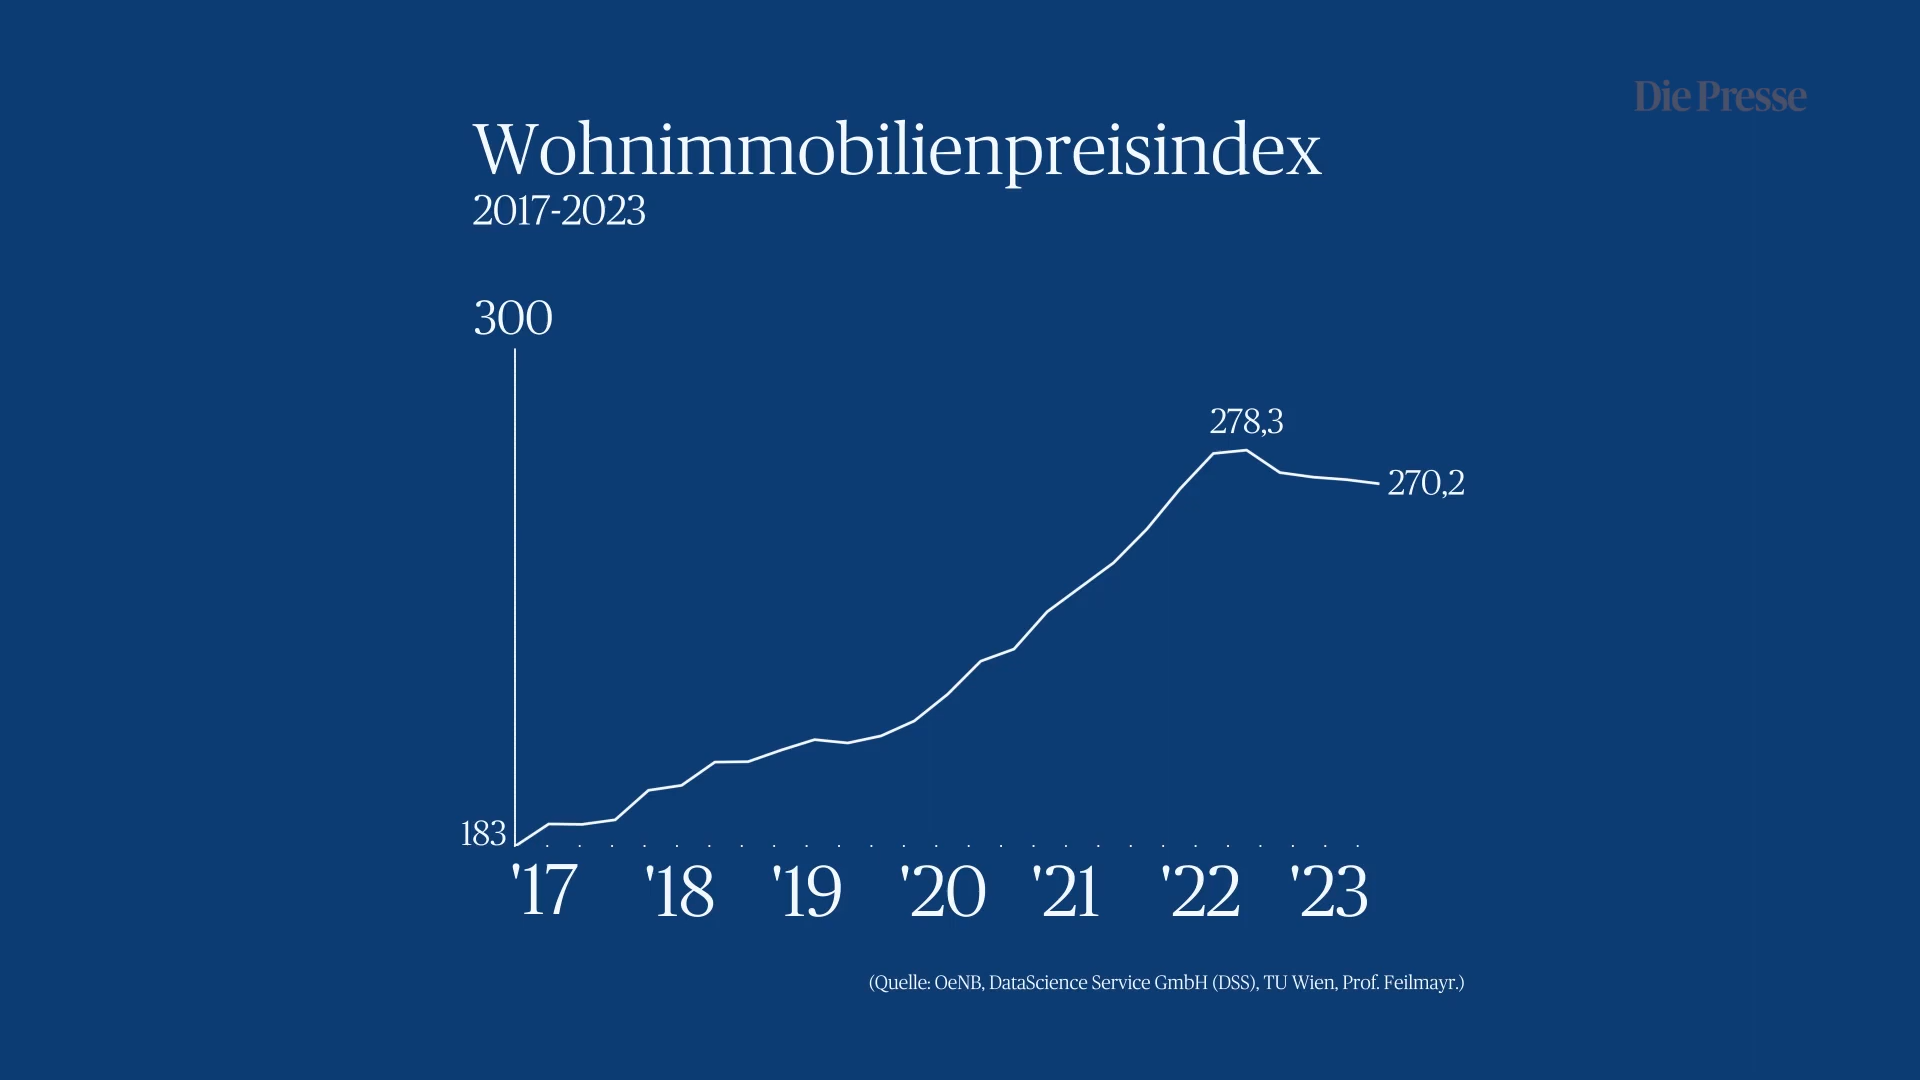 Die Presse
Wohnimmobilienpreisindex
2017-2023
300
278,3
270,2
183
'17 '18 '19 '20 '21 '22 '23
(Quelle: OeNB, DataScience Service GmbH (DSS), TU Wien, Prof. Feilmayr.)